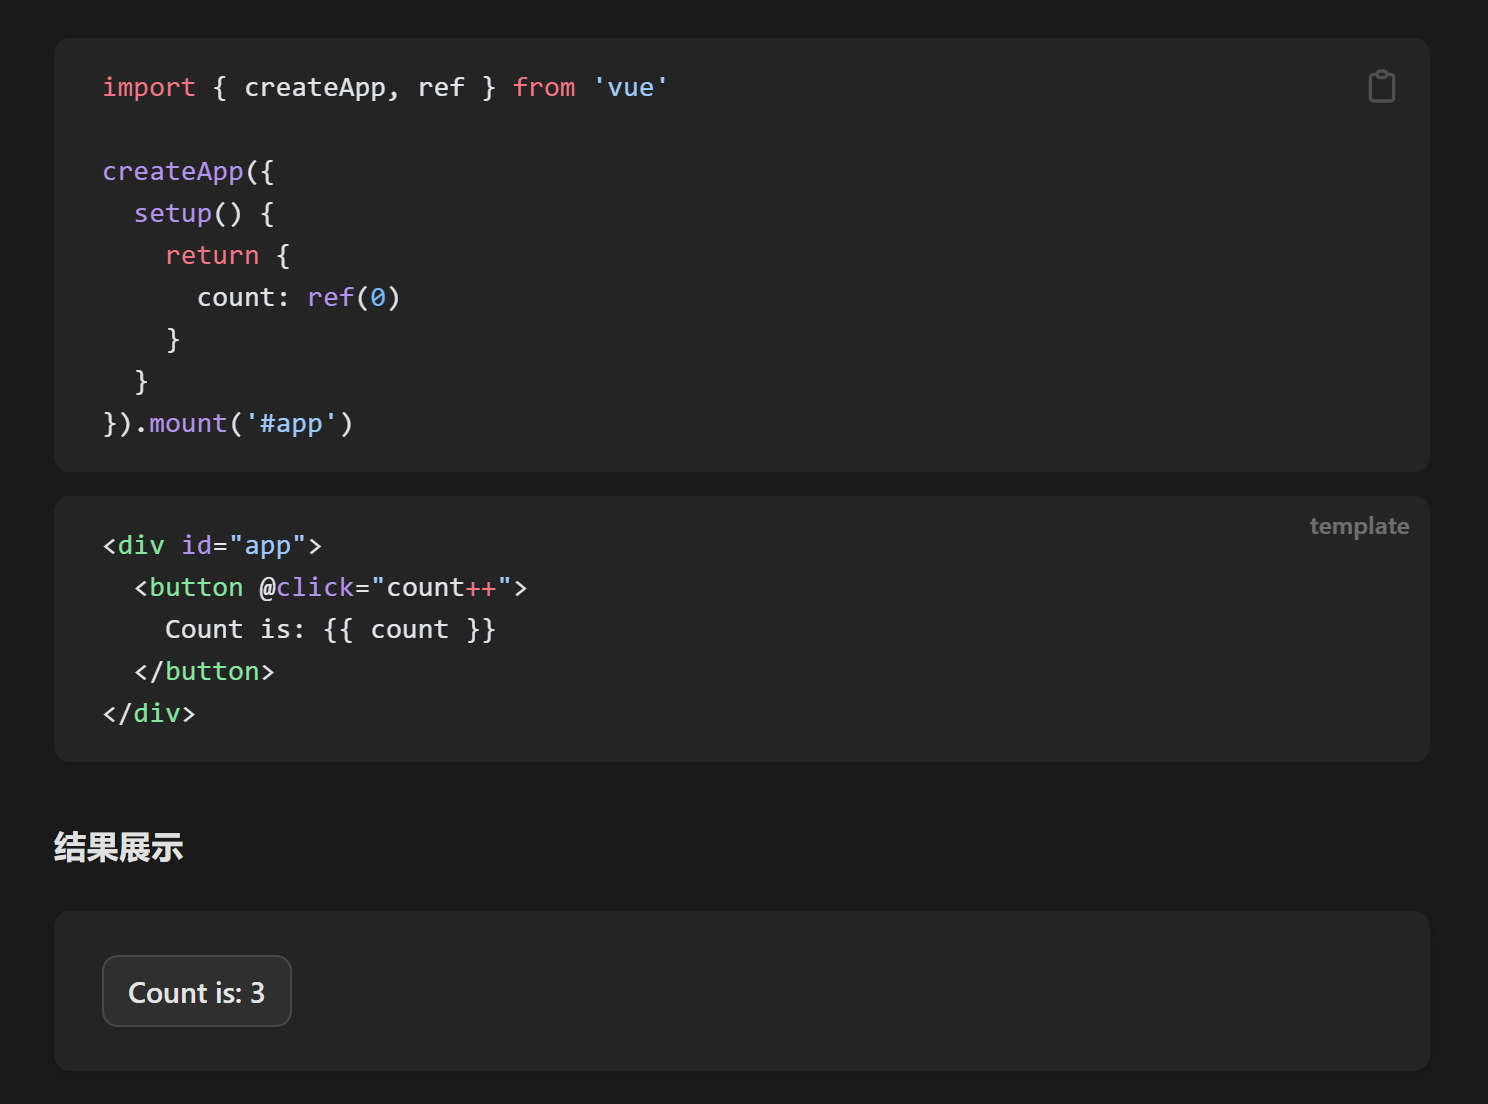 import { createApp, ref } from 'vue'

createApp({
  setup() {
    return {
      count: ref(0)
    }
  }
}).mount('#app')
template
<div id="app">
  <button @click="count++">
    Count is: {{ count }}
  </button>
</div>
结果展示
Count is: 3